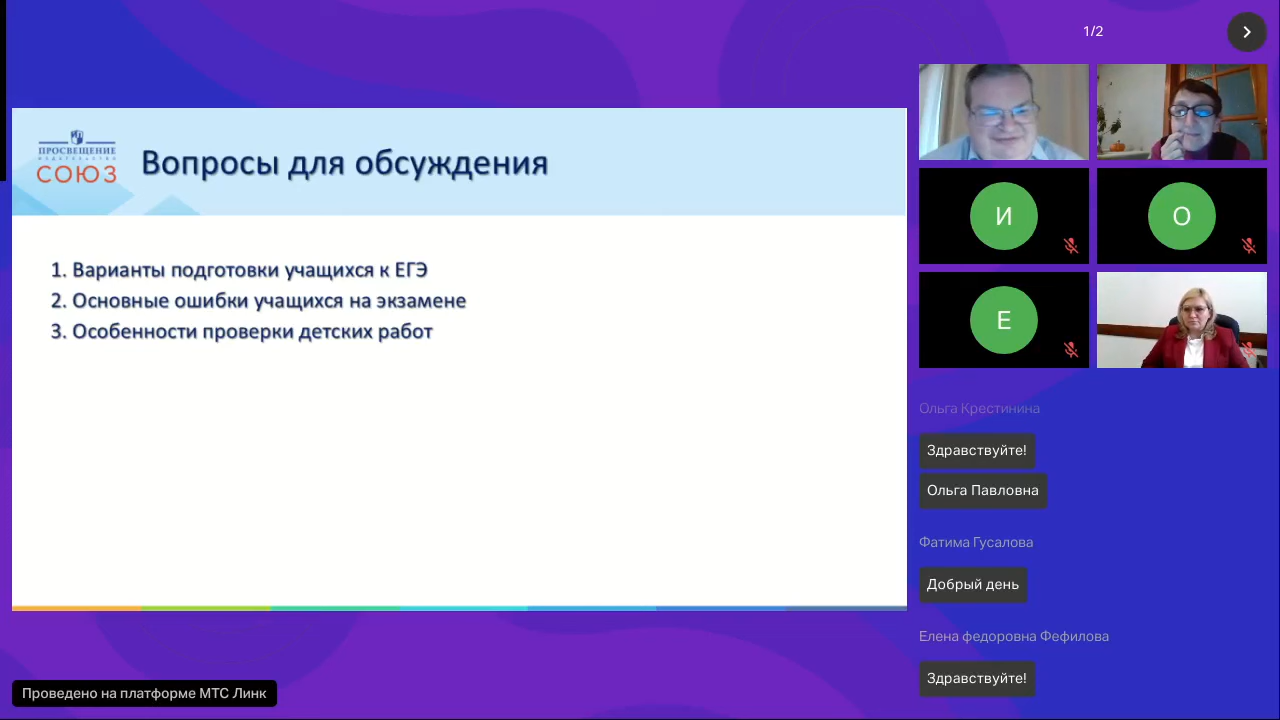 1/2
ПРОСВЕЩЕНИЕ
ИЗДАТЕЛЬСТВО
СОЮЗ
Вопросы для обсуждения
1. Варианты подготовки учащихся к ЕГЭ
2. Основные ошибки учащихся на экзамене
3. Особенности проверки детских работ
И
О
Е
Ольга Крестинина
Здравствуйте!
Ольга Павловна
Фатима Гусалова
Добрый день
Елена федоровна Фефилова
Здравствуйте!
Проведено на платформе МТС Линк